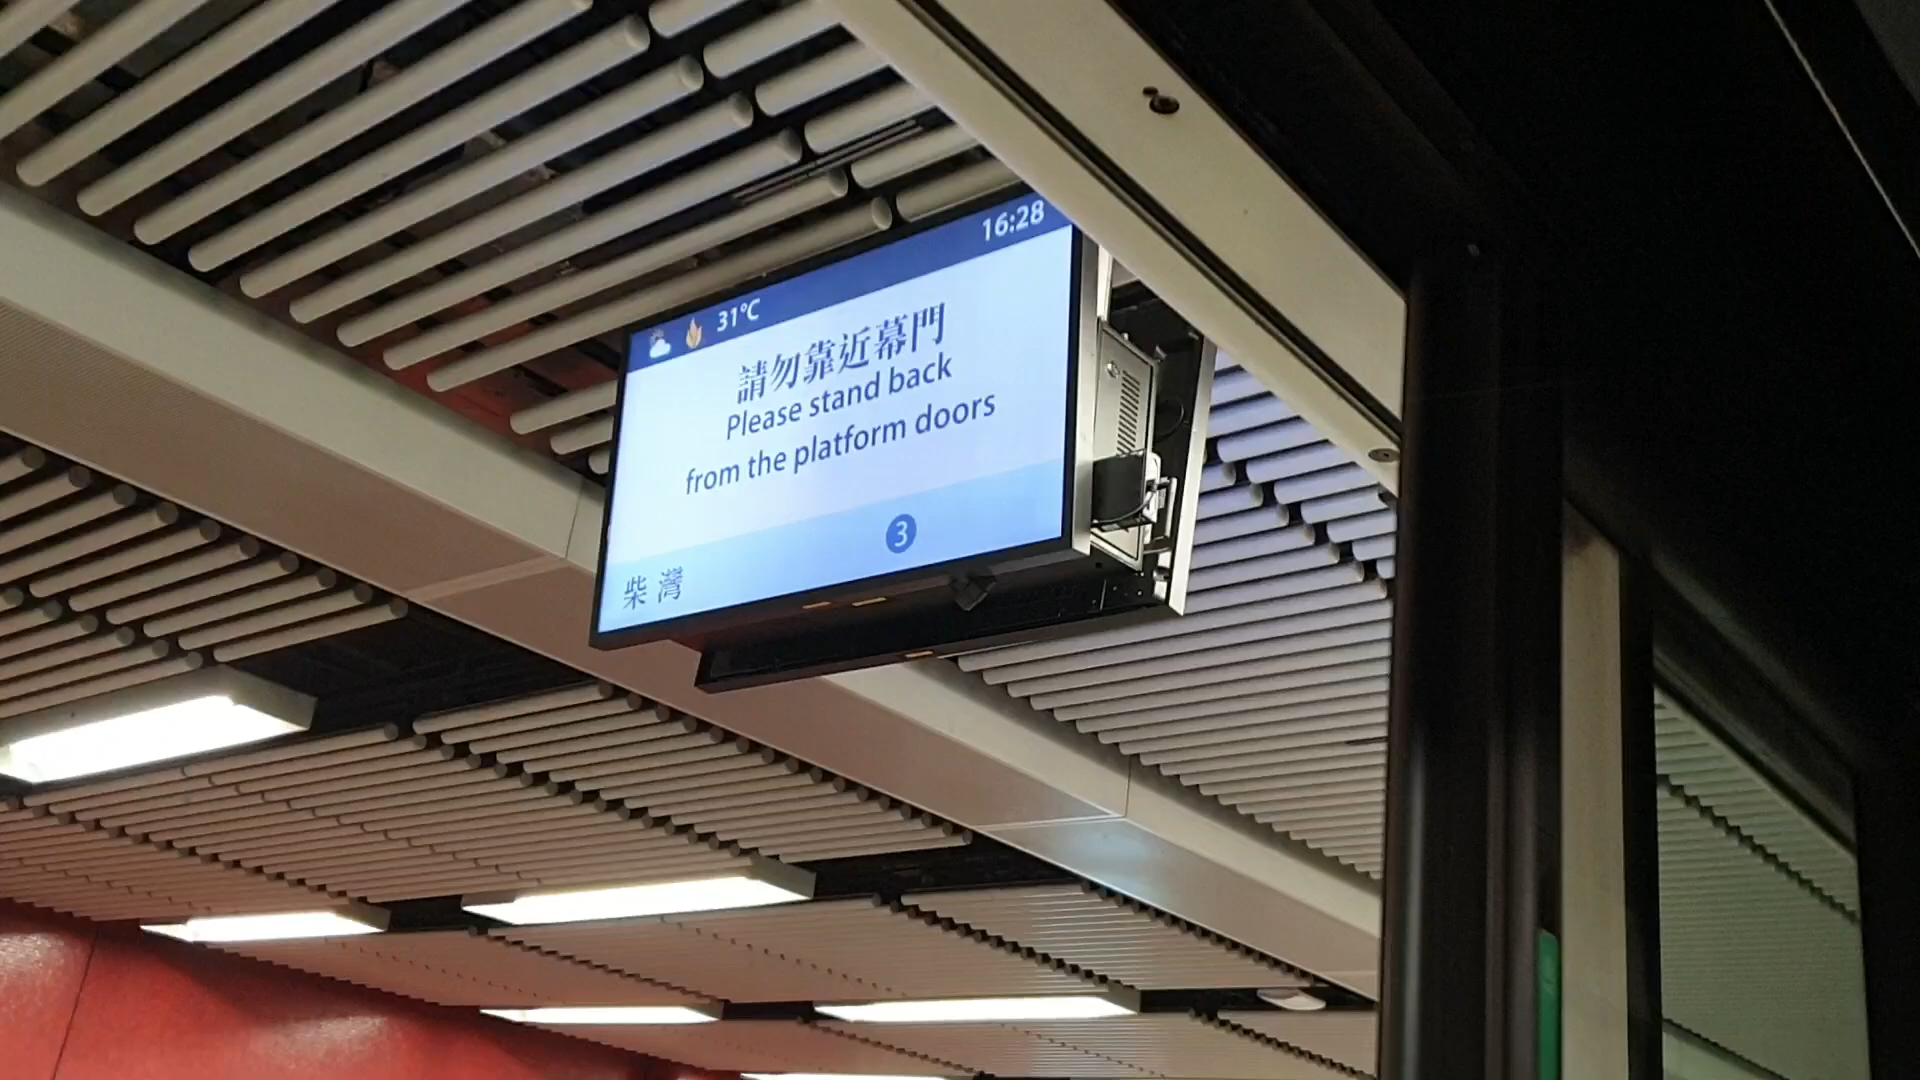 31°C 16:28
請勿靠近幕門
Please stand back
from the platform doors
柴灣 3